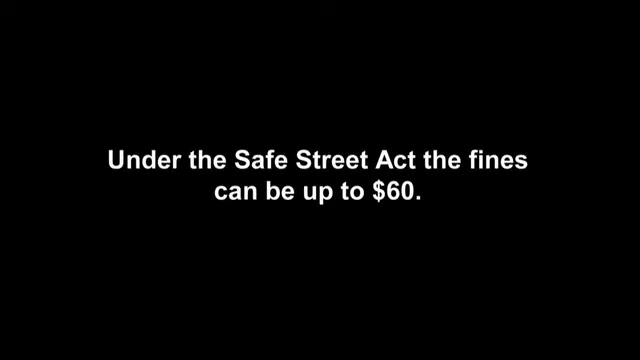 Under the Safe Street Act the fines
can be up to $60.